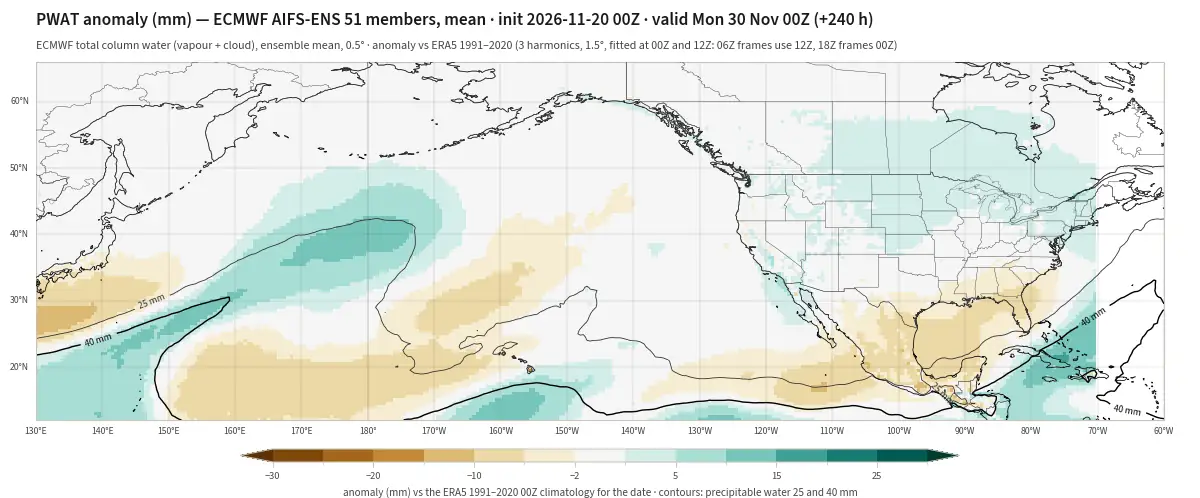 PWAT anomaly (mm) — ECMWF AIFS-ENS 51 members, mean · init 2026-11-20 00Z · valid Mon 30 Nov 00Z (+240 h)
ECMWF total column water (vapour + cloud), ensemble mean, 0.5° · anomaly vs ERA5 1991–2020 (3 harmonics, 1.5°, fitted at 00Z and 12Z: 06Z frames use 12Z, 18Z frames 00Z)
60°N
50°N
40°N
30°N
20°N
25 mm
40 mm
40 mm
40 mm
130°E 140°E 150°E 160°E 170°E 180° 170°W 160°W 150°W 140°W 130°W 120°W 110°W 100°W 90°W 80°W 70°W 60°W
−30 −20 −10 −2 5 15 25
anomaly (mm) vs the ERA5 1991–2020 00Z climatology for the date · contours: precipitable water 25 and 40 mm